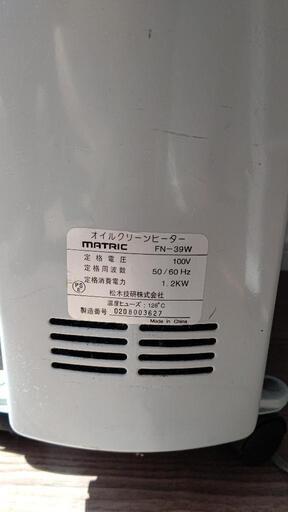 オイルクリーンヒーター
MATRIC FN-39W
定格電圧 100V
定格周波数 50/60Hz
定格消費電力 1.2KW
PSE
松木技研株式会社
温度ヒューズ:128°C
製造番号 0208003627
Made in China